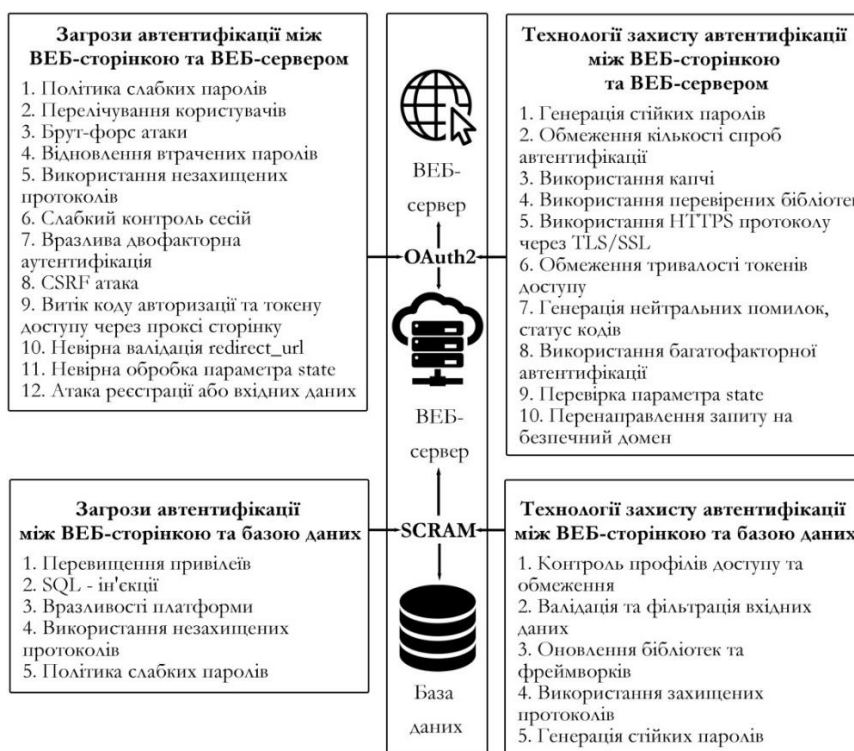 Загрози автентифікації між
ВЕБ-сторінкою та ВЕБ-сервером
1. Політика слабких паролів
2. Перелічування користувачів
3. Брут-форс атаки
4. Відновлення втрачених паролів
5. Використання незахищених
протоколів
6. Слабкий контроль сесій
7. Вразлива двофакторна
аутентифікація
8. CSRF атака
9. Витік коду авторизації та токену
доступу через проксі сторінку
10. Невірна валідація redirect_url
11. Невірна обробка параметра state
12. Атака реєстрації або вхідних даних
ВЕБ-
сервер
OAuth2
ВЕБ-
сервер
SCRAM
База
даних
Технології захисту автентифікації
між ВЕБ-сторінкою
та ВЕБ-сервером
1. Генерація стійких паролів
2. Обмеження кількості спроб
автентифікації
3. Використання капчі
4. Використання перевірених бібліотек
5. Використання HTTPS протоколу
через TLS/SSL
6. Обмеження тривалості токенів
доступу
7. Генерація нейтральних помилок,
статус кодів
8. Використання багатофакторної
автентифікації
9. Перевірка параметра state
10. Перенаправлення запиту на
безпечний домен
Загрози автентифікації
між ВЕБ-сторінкою та базою даних
1. Перевищення привілеїв
2. SQL - ін'єкції
3. Вразливості платформи
4. Використання незахищених
протоколів
5. Політика слабких паролів
Технології захисту автентифікації
між ВЕБ-сторінкою та базою даних
1. Контроль профілів доступу та
обмеження
2. Валідація та фільтрація вхідних
даних
3. Оновлення бібліотек та
фреймворків
4. Використання захищених
протоколів
5. Генерація стійких паролів